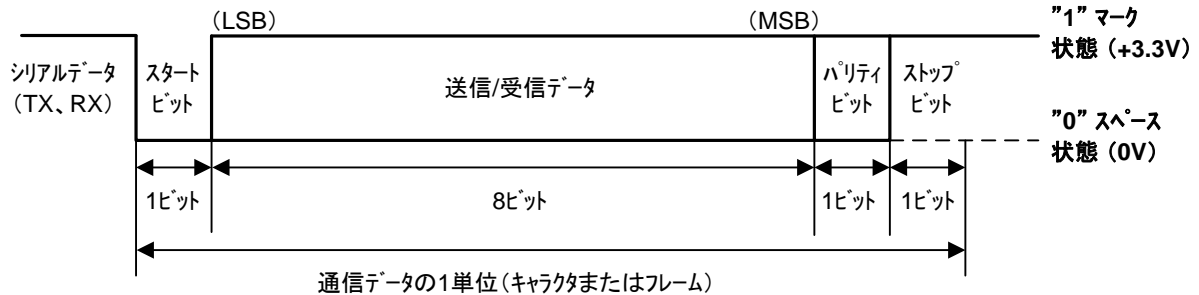 (LSB)
(MSB)
”1” マーク
状態 (+3.3V)
シリアルデータ
(TX、RX)
スタート
ビット
送信/受信データ
パリティ
ビット
ストップ
ビット
”0” スペース
状態 (0V)
1ビット
8ビット
1ビット
1ビット
通信データの1単位(キャラクタまたはフレーム)